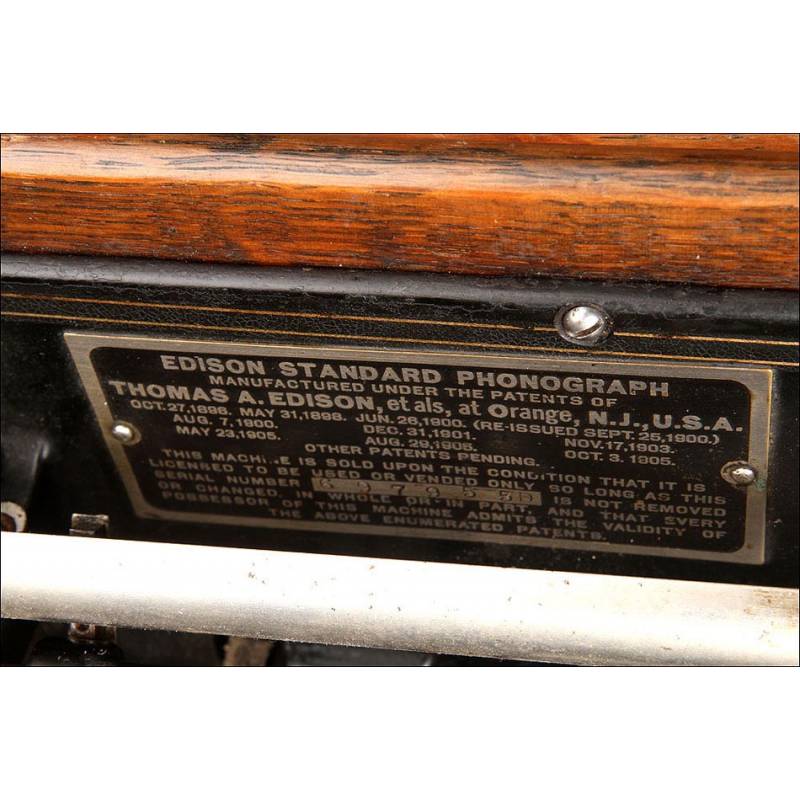 EDISON STANDARD PHONOGRAPH
MANUFACTURED UNDER THE PATENTS OF
THOMAS A. EDISON, et als, at Orange, N.J., U.S.A.
OCT. 27, 1896. MAY 31, 1898. JUN. 26, 1900. (RE-ISSUED SEPT. 25, 1900.)
AUG. 7, 1900. DEC. 31, 1901. NOV. 17, 1903.
MAY 23, 1905. AUG. 29, 1905. OCT. 3, 1905.
OTHER PATENTS PENDING.
THIS MACHINE IS SOLD UPON THE CONDITION THAT IT IS
LICENSED TO BE USED OR VENDED ONLY SO LONG AS THIS
SERIAL NUMBER IS NOT REMOVED
OR CHANGED, IN WHOLE OR IN PART, AND THAT EVERY
POSSESSOR OF THIS MACHINE ADMITS THE VALIDITY OF
THE ABOVE ENUMERATED PATENTS.